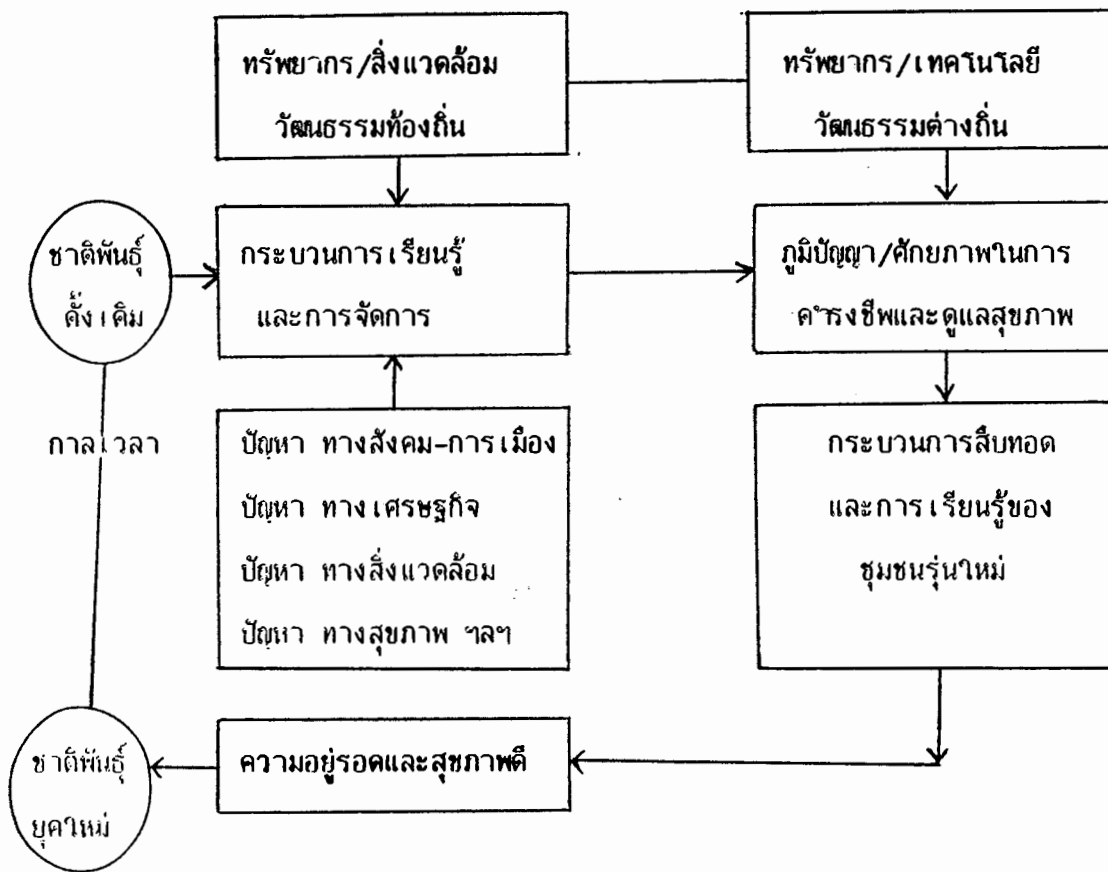 ทรัพยากร/สิ่งแวดล้อม
วัฒนธรรมท้องถิ่น
ทรัพยากร/เทคโนโลยี
วัฒนธรรมต่างถิ่น
ชาติพันธุ์
ดั้งเดิม
กระบวนการเรียนรู้
และการจัดการ
ภูมิปัญญา/ศักยภาพในการ
ดำรงชีพและดูแลสุขภาพ
กาลเวลา
ปัญหา ทางสังคม-การเมือง
ปัญหา ทางเศรษฐกิจ
ปัญหา ทางสิ่งแวดล้อม
ปัญหา ทางสุขภาพ ฯลฯ
กระบวนการสืบทอด
และการเรียนรู้ของ
ชุมชนรุ่นใหม่
ชาติพันธุ์
ยุคใหม่
ความอยู่รอดและสุขภาพดี